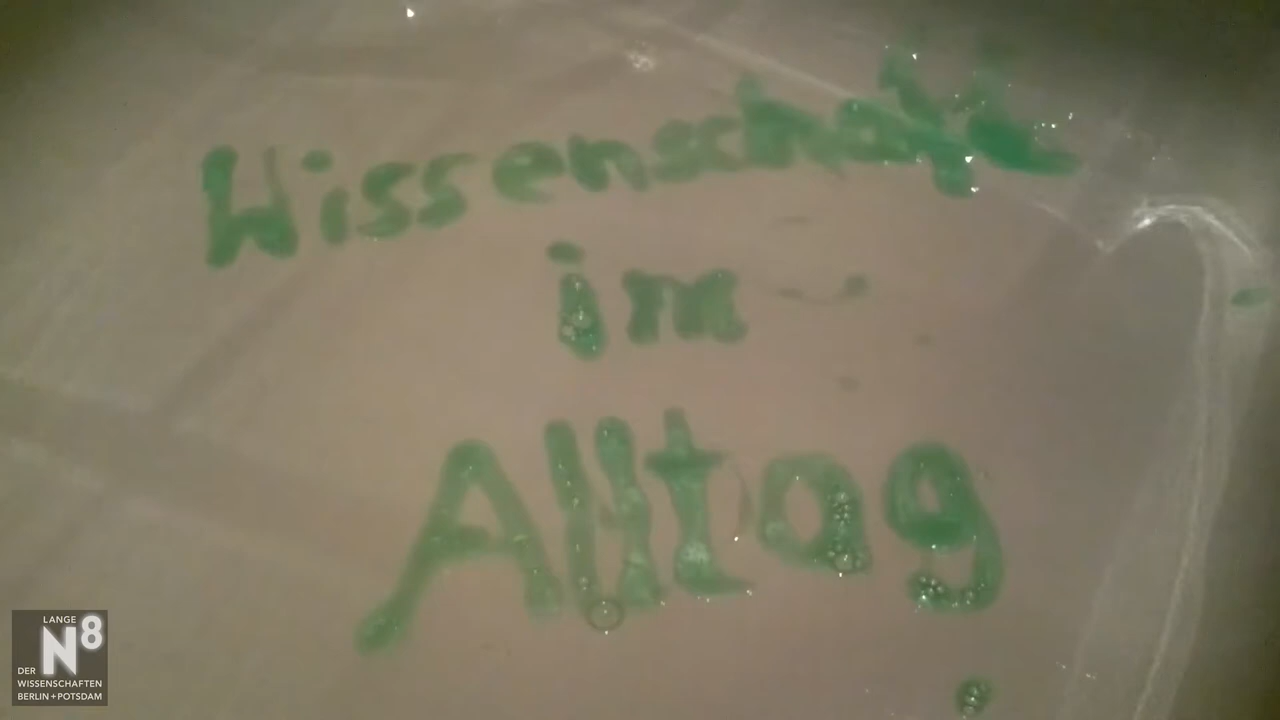 Wissenschaft
im
Alltag
LANGE
N8
DER
WISSENSCHAFTEN
BERLIN+POTSDAM